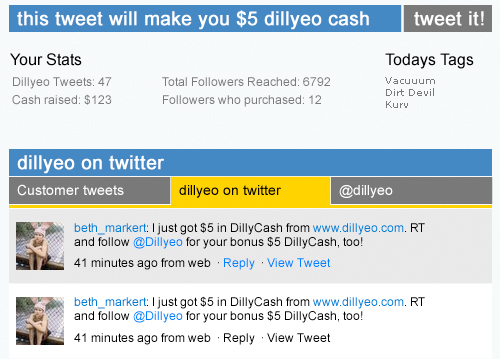 this tweet will make you $5 dillyeo cash tweet it!
Your Stats
Todays Tags
Dillyeo Tweets: 47
Total Followers Reached: 6792
Vacuuum
Cash raised: $123
Followers who purchased: 12
Dirt Devil
Kurv
dillyeo on twitter
Customer tweets dillyeo on twitter @dillyeo
beth_markert: I just got $5 in DillyCash from www.dillyeo.com. RT
and follow @Dillyeo for your bonus $5 DillyCash, too!
41 minutes ago from web · Reply · View Tweet
beth_markert: I just got $5 in DillyCash from www.dillyeo.com. RT
and follow @Dillyeo for your bonus $5 DillyCash, too!
41 minutes ago from web · Reply · View Tweet